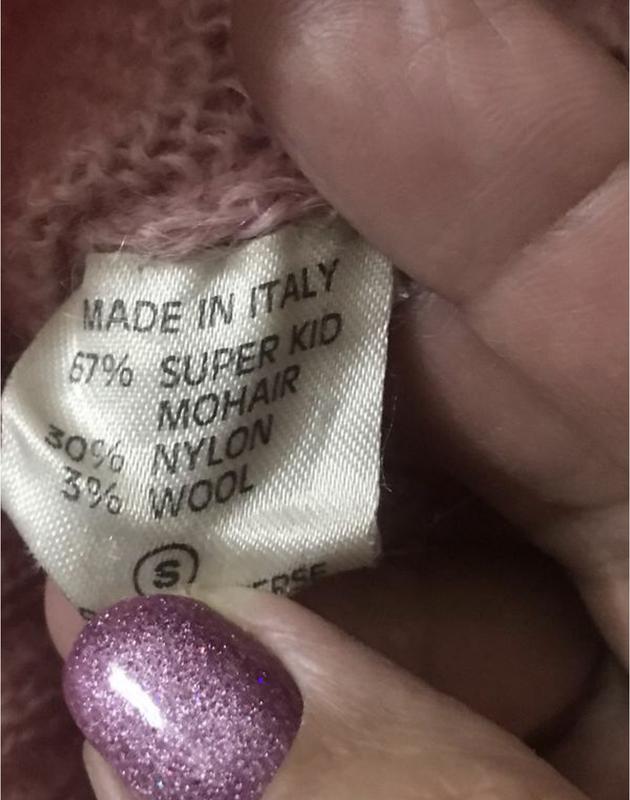 MADE IN ITALY
67% SUPER KID
MOHAIR
30% NYLON
3% WOOL
S